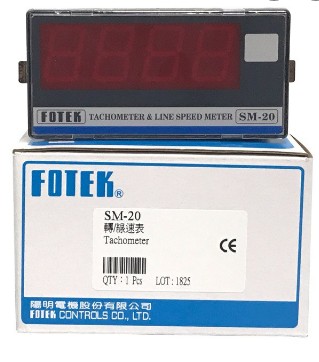 FOTEK TACHOMETER & LINE SPEED METER SM-20
FOTEK®
SM-20
轉/線速表
Tachometer
CE
QTY : 1 Pcs LOT : 1825
陽明電機股份有限公司
FOTEK CONTROLS CO., LTD.